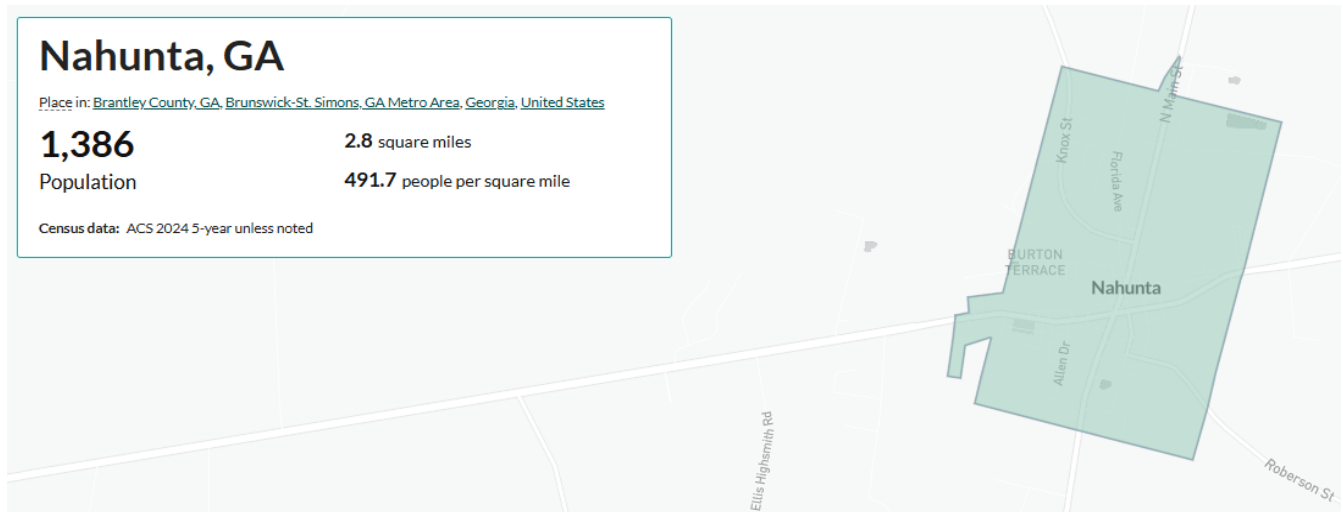 Nahunta, GA
Place in: Brantley County, GA, Brunswick-St. Simons, GA Metro Area, Georgia, United States
1,386
Population
2.8 square miles
491.7 people per square mile
Census data: ACS 2024 5-year unless noted
N Main St
Knox St
Florida Ave
BURTON
TERRACE
Nahunta
Allen Dr
Ellis Highsmith Rd
Roberson St